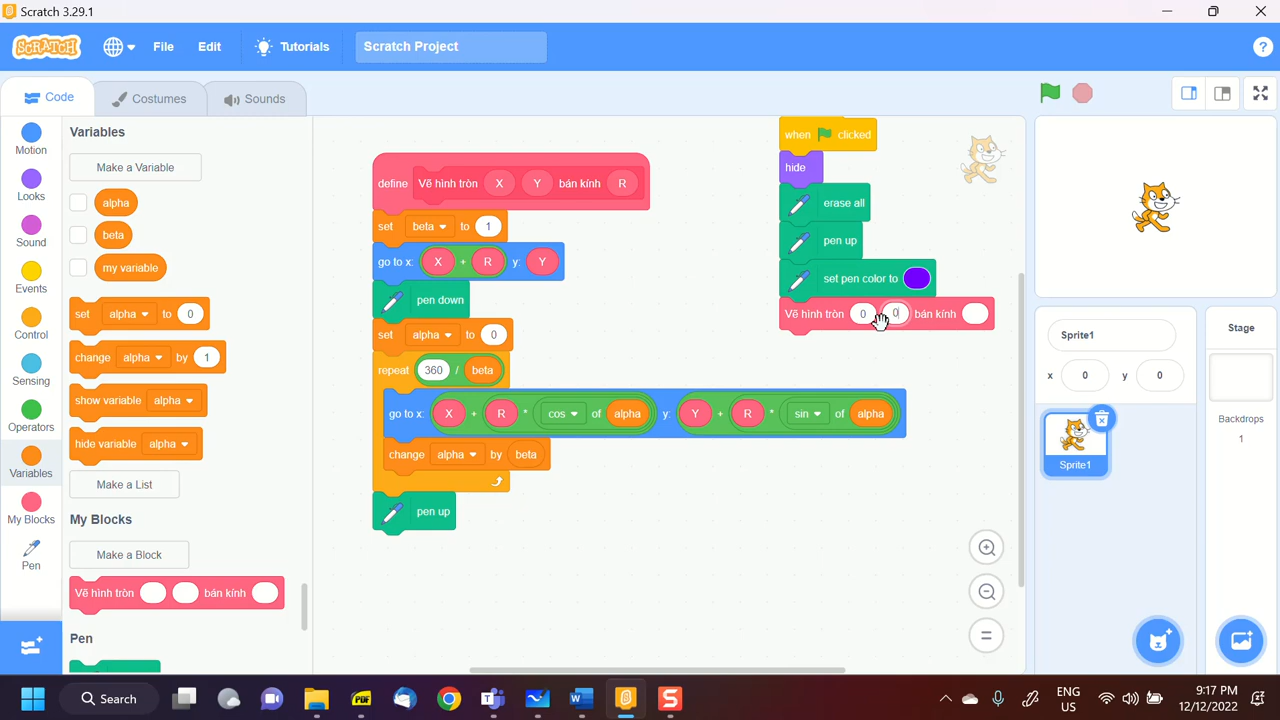 Scratch 3.29.1
SCRATCH File Edit Tutorials Scratch Project ?
Code Costumes Sounds
Motion
Looks
Sound
Events
Control
Sensing
Operators
Variables
My Blocks
Pen
Variables
Make a Variable
alpha
beta
my variable
set alpha to 0
change alpha by 1
show variable alpha
hide variable alpha
Make a List
My Blocks
Make a Block
Vẽ hình tròn bán kính
Pen
define Vẽ hình tròn X Y bán kính R
set beta to 1
go to x: X + R y: Y
pen down
set alpha to 0
repeat 360 / beta
go to x: X + R * cos of alpha y: Y + R * sin of alpha
change alpha by beta
pen up
when clicked
hide
erase all
pen up
set pen color to
Vẽ hình tròn 0 0 bán kính
Sprite1
x 0 y 0
Sprite1
Stage
Backdrops
1
Search
PDF
W
S
ENG
US
9:17 PM
12/12/2022